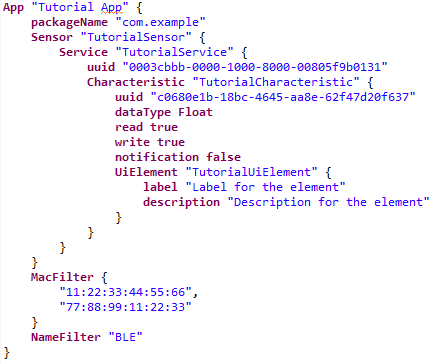 App "Tutorial App" {
packageName "com.example"
Sensor "TutorialSensor" {
Service "TutorialService" {
uuid "0003cbbb-0000-1000-8000-00805f9b0131"
Characteristic "TutorialCharacteristic" {
uuid "c0680e1b-18bc-4645-aa8e-62f47d20f637"
dataType Float
read true
write true
notification false
UiElement "TutorialUiElement" {
label "Label for the element"
description "Description for the element"
}
}
}
}
MacFilter {
"11:22:33:44:55:66",
"77:88:99:11:22:33"
}
NameFilter "BLE"
}